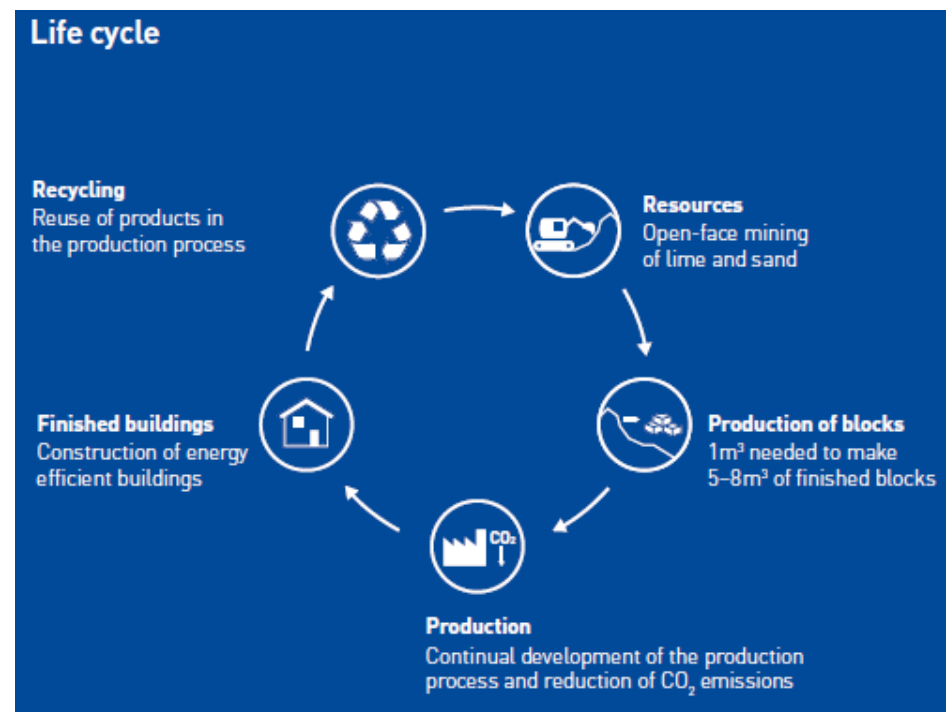 Life cycle
Recycling
Reuse of products in
the production process
Resources
Open-face mining
of lime and sand
Finished buildings
Construction of energy
efficient buildings
Production of blocks
1m³ needed to make
5–8m³ of finished blocks
CO₂
Production
Continual development of the production
process and reduction of CO₂ emissions